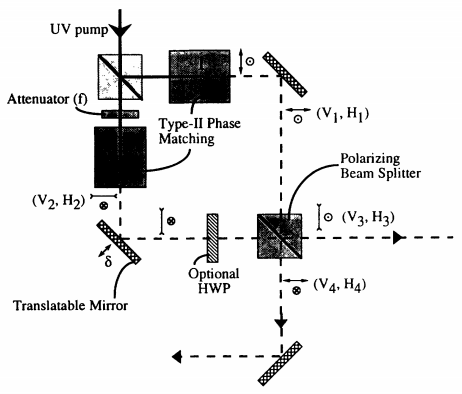 UV pump
Attenuator (f)
Type-II Phase
Matching
(V1, H1)
Polarizing
Beam Splitter
(V2, H2)
(V3, H3)
δ
Optional
HWP
(V4, H4)
Translatable Mirror